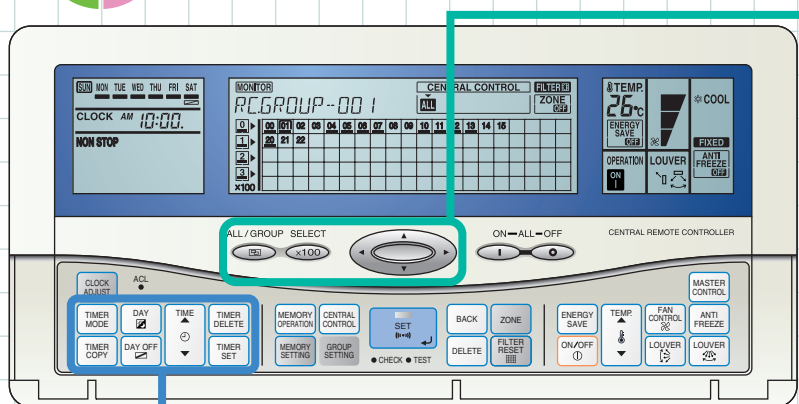 SUN MON TUE WED THU FRI SAT
CLOCK AM 10:00.
NON STOP
MONITOR CENTRAL CONTROL FILTER
RC.GROUP-001 ALL ZONE OFF
0 00 01 02 03 04 05 06 07 08 09 10 11 12 13 14 15
1 20 21 22
2
3
×100
TEMP. 26°C COOL
ENERGY SAVE OFF FIXED
OPERATION LOUVER ANTI FREEZE OFF
ON
ALL / GROUP SELECT ON ALL OFF CENTRAL REMOTE CONTROLLER
×100
CLOCK ADJUST ACL MASTER CONTROL
TIMER MODE DAY TIME TIMER DELETE MEMORY OPERATION CENTRAL CONTROL SET BACK ZONE ENERGY SAVE TEMP. FAN CONTROL ANTI FREEZE
TIMER COPY DAY OFF TIMER SET MEMORY SETTING GROUP SETTING CHECK TEST DELETE FILTER RESET ON/OFF LOUVER LOUVER